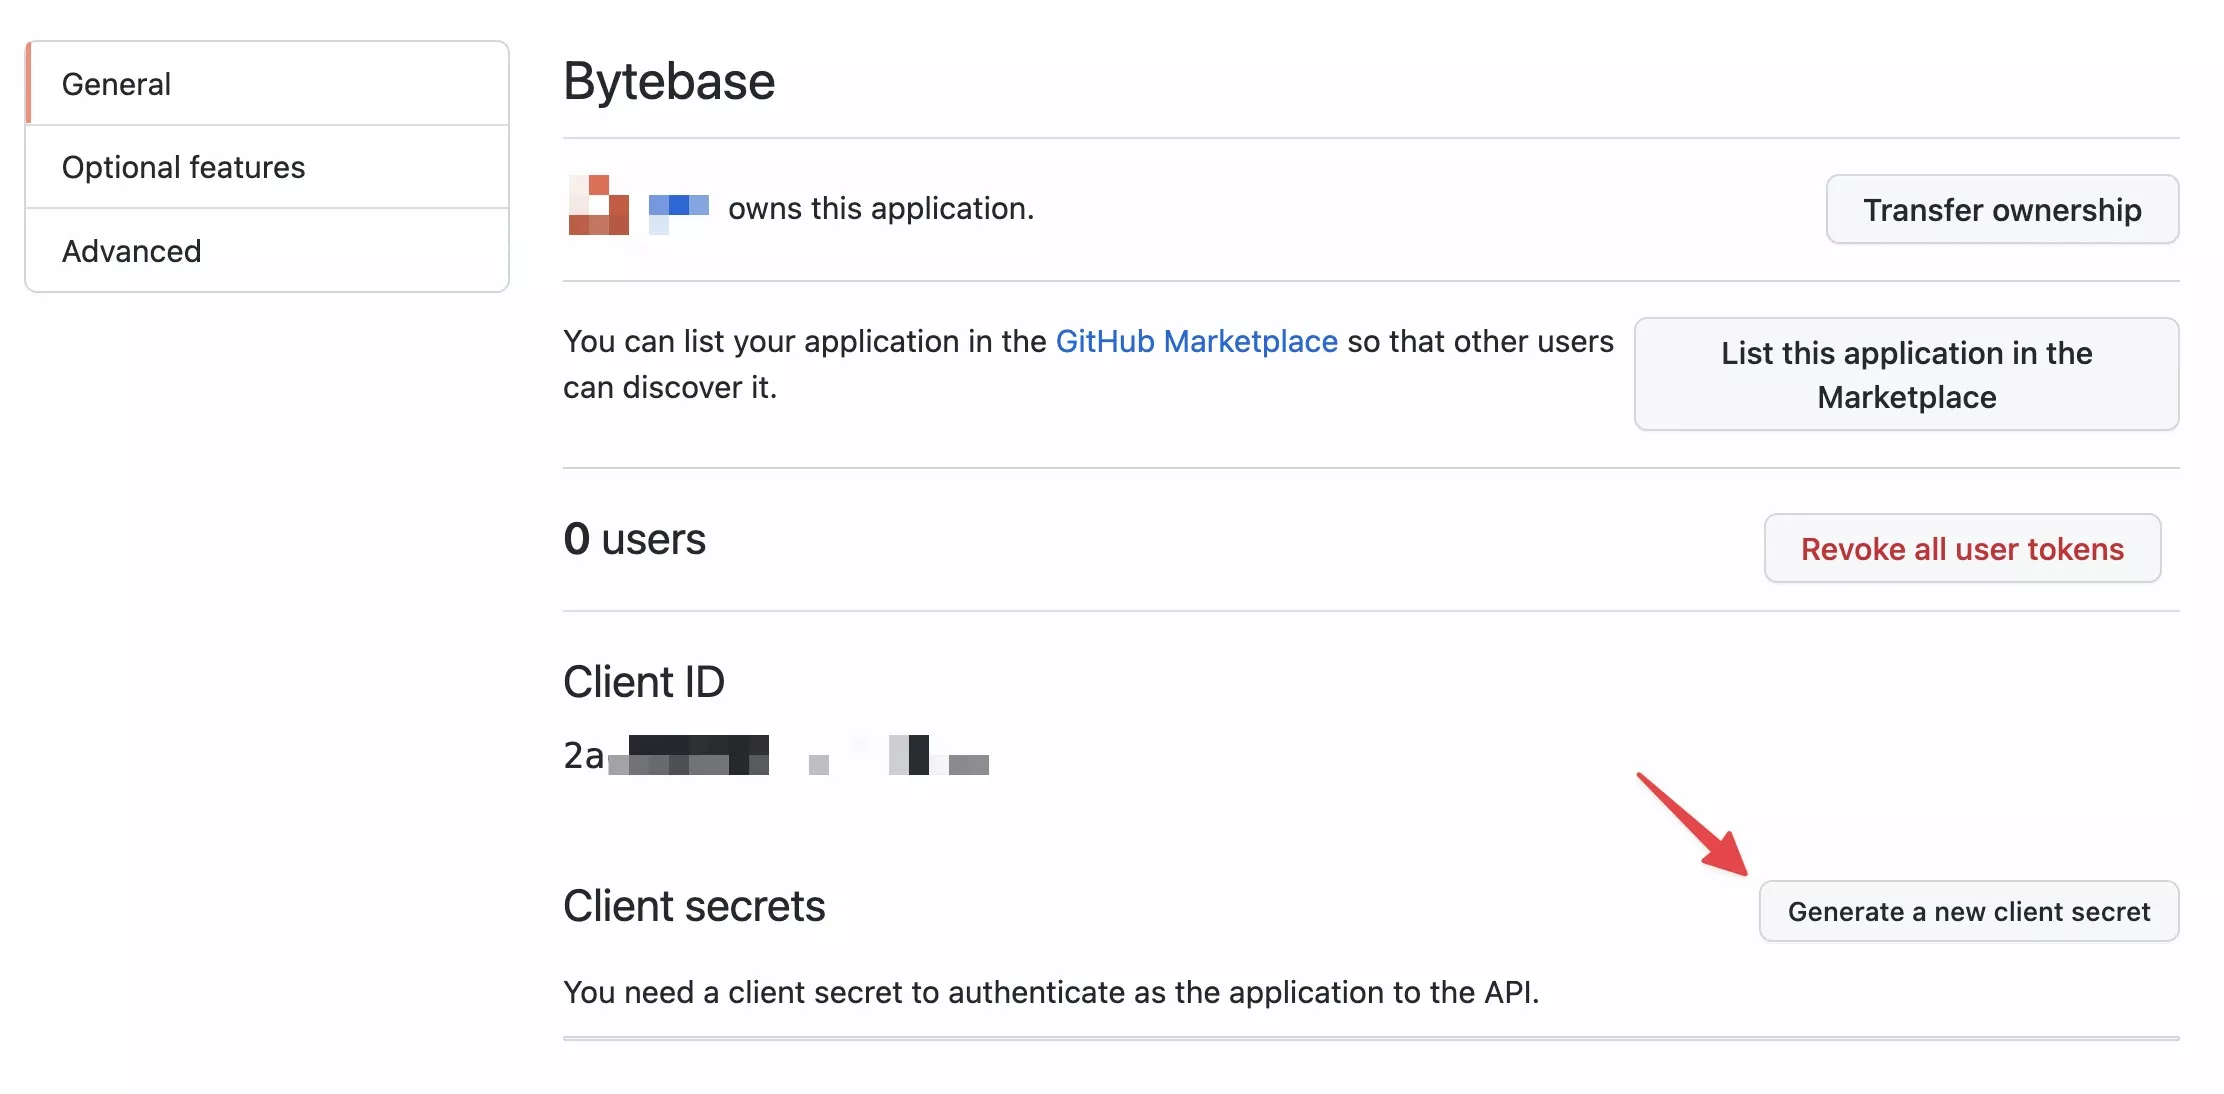 General
Optional features
Advanced
Bytebase
owns this application.
Transfer ownership
You can list your application in the GitHub Marketplace so that other users
can discover it.
List this application in the
Marketplace
0 users
Revoke all user tokens
Client ID
2a
Client secrets
Generate a new client secret
You need a client secret to authenticate as the application to the API.